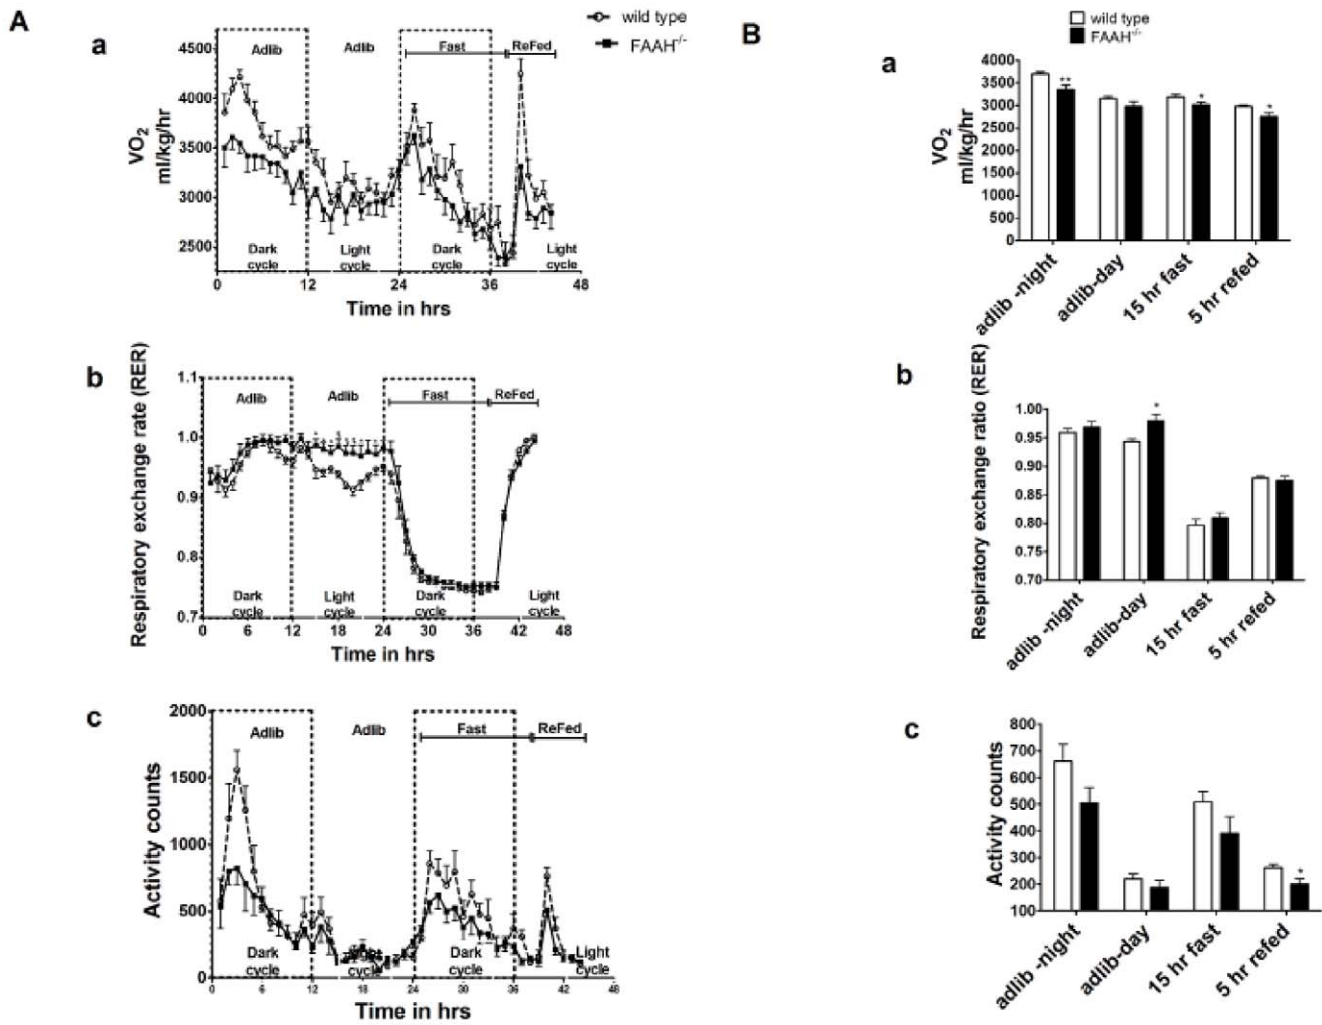 A
wild type
FAAH-/-
a
Adlib
Adlib
Fast
ReFed
VO2
ml/kg/hr
4500
4000
3500
3000
2500
Dark
cycle
Light
cycle
Dark
cycle
Light
cycle
0 12 24 36 48
Time in hrs
b
Respiratory exchange rate (RER)
Adlib
Adlib
Fast
ReFed
1.1
1.0
0.9
0.8
0.7
Dark
cycle
Light
cycle
Dark
cycle
Light
cycle
0 6 12 18 24 30 36 42 48
Time in hrs
c
Activity counts
Adlib
Adlib
Fast
ReFed
2000
1500
1000
500
0
Dark
cycle
Light
cycle
Dark
cycle
Light
cycle
0 6 12 18 24 30 36 42 48
Time in hrs
B
wild type
FAAH-/-
a
VO2
ml/kg/hr
4000
3500
3000
2500
2000
1500
1000
500
0
**
*
*
adlib -night
adlib-day
15 hr fast
5 hr refed
b
Respiratory exchange ratio (RER)
1.00
0.95
0.90
0.85
0.80
0.75
0.70
*
adlib -night
adlib-day
15 hr fast
5 hr refed
c
Activity counts
800
700
600
500
400
300
200
100
*
adlib -night
adlib-day
15 hr fast
5 hr refed